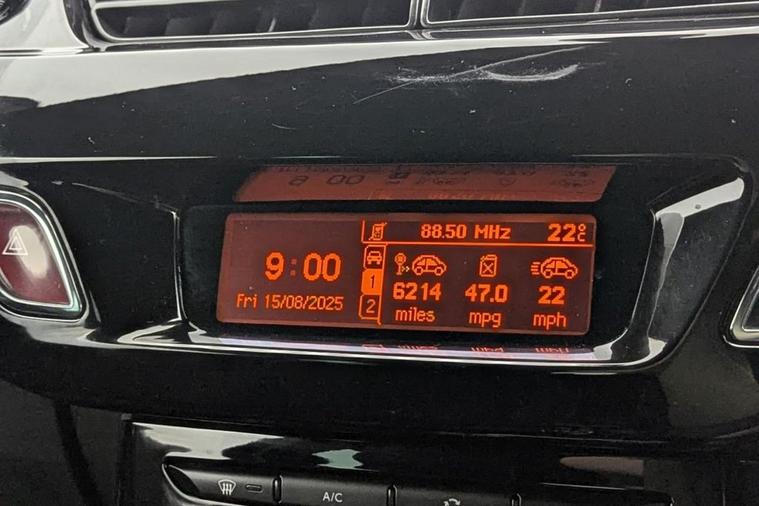 88.50 MHz 22°C
9:00
Fri 15/08/2025
1
2
6214 47.0 22
miles mpg mph
A/C